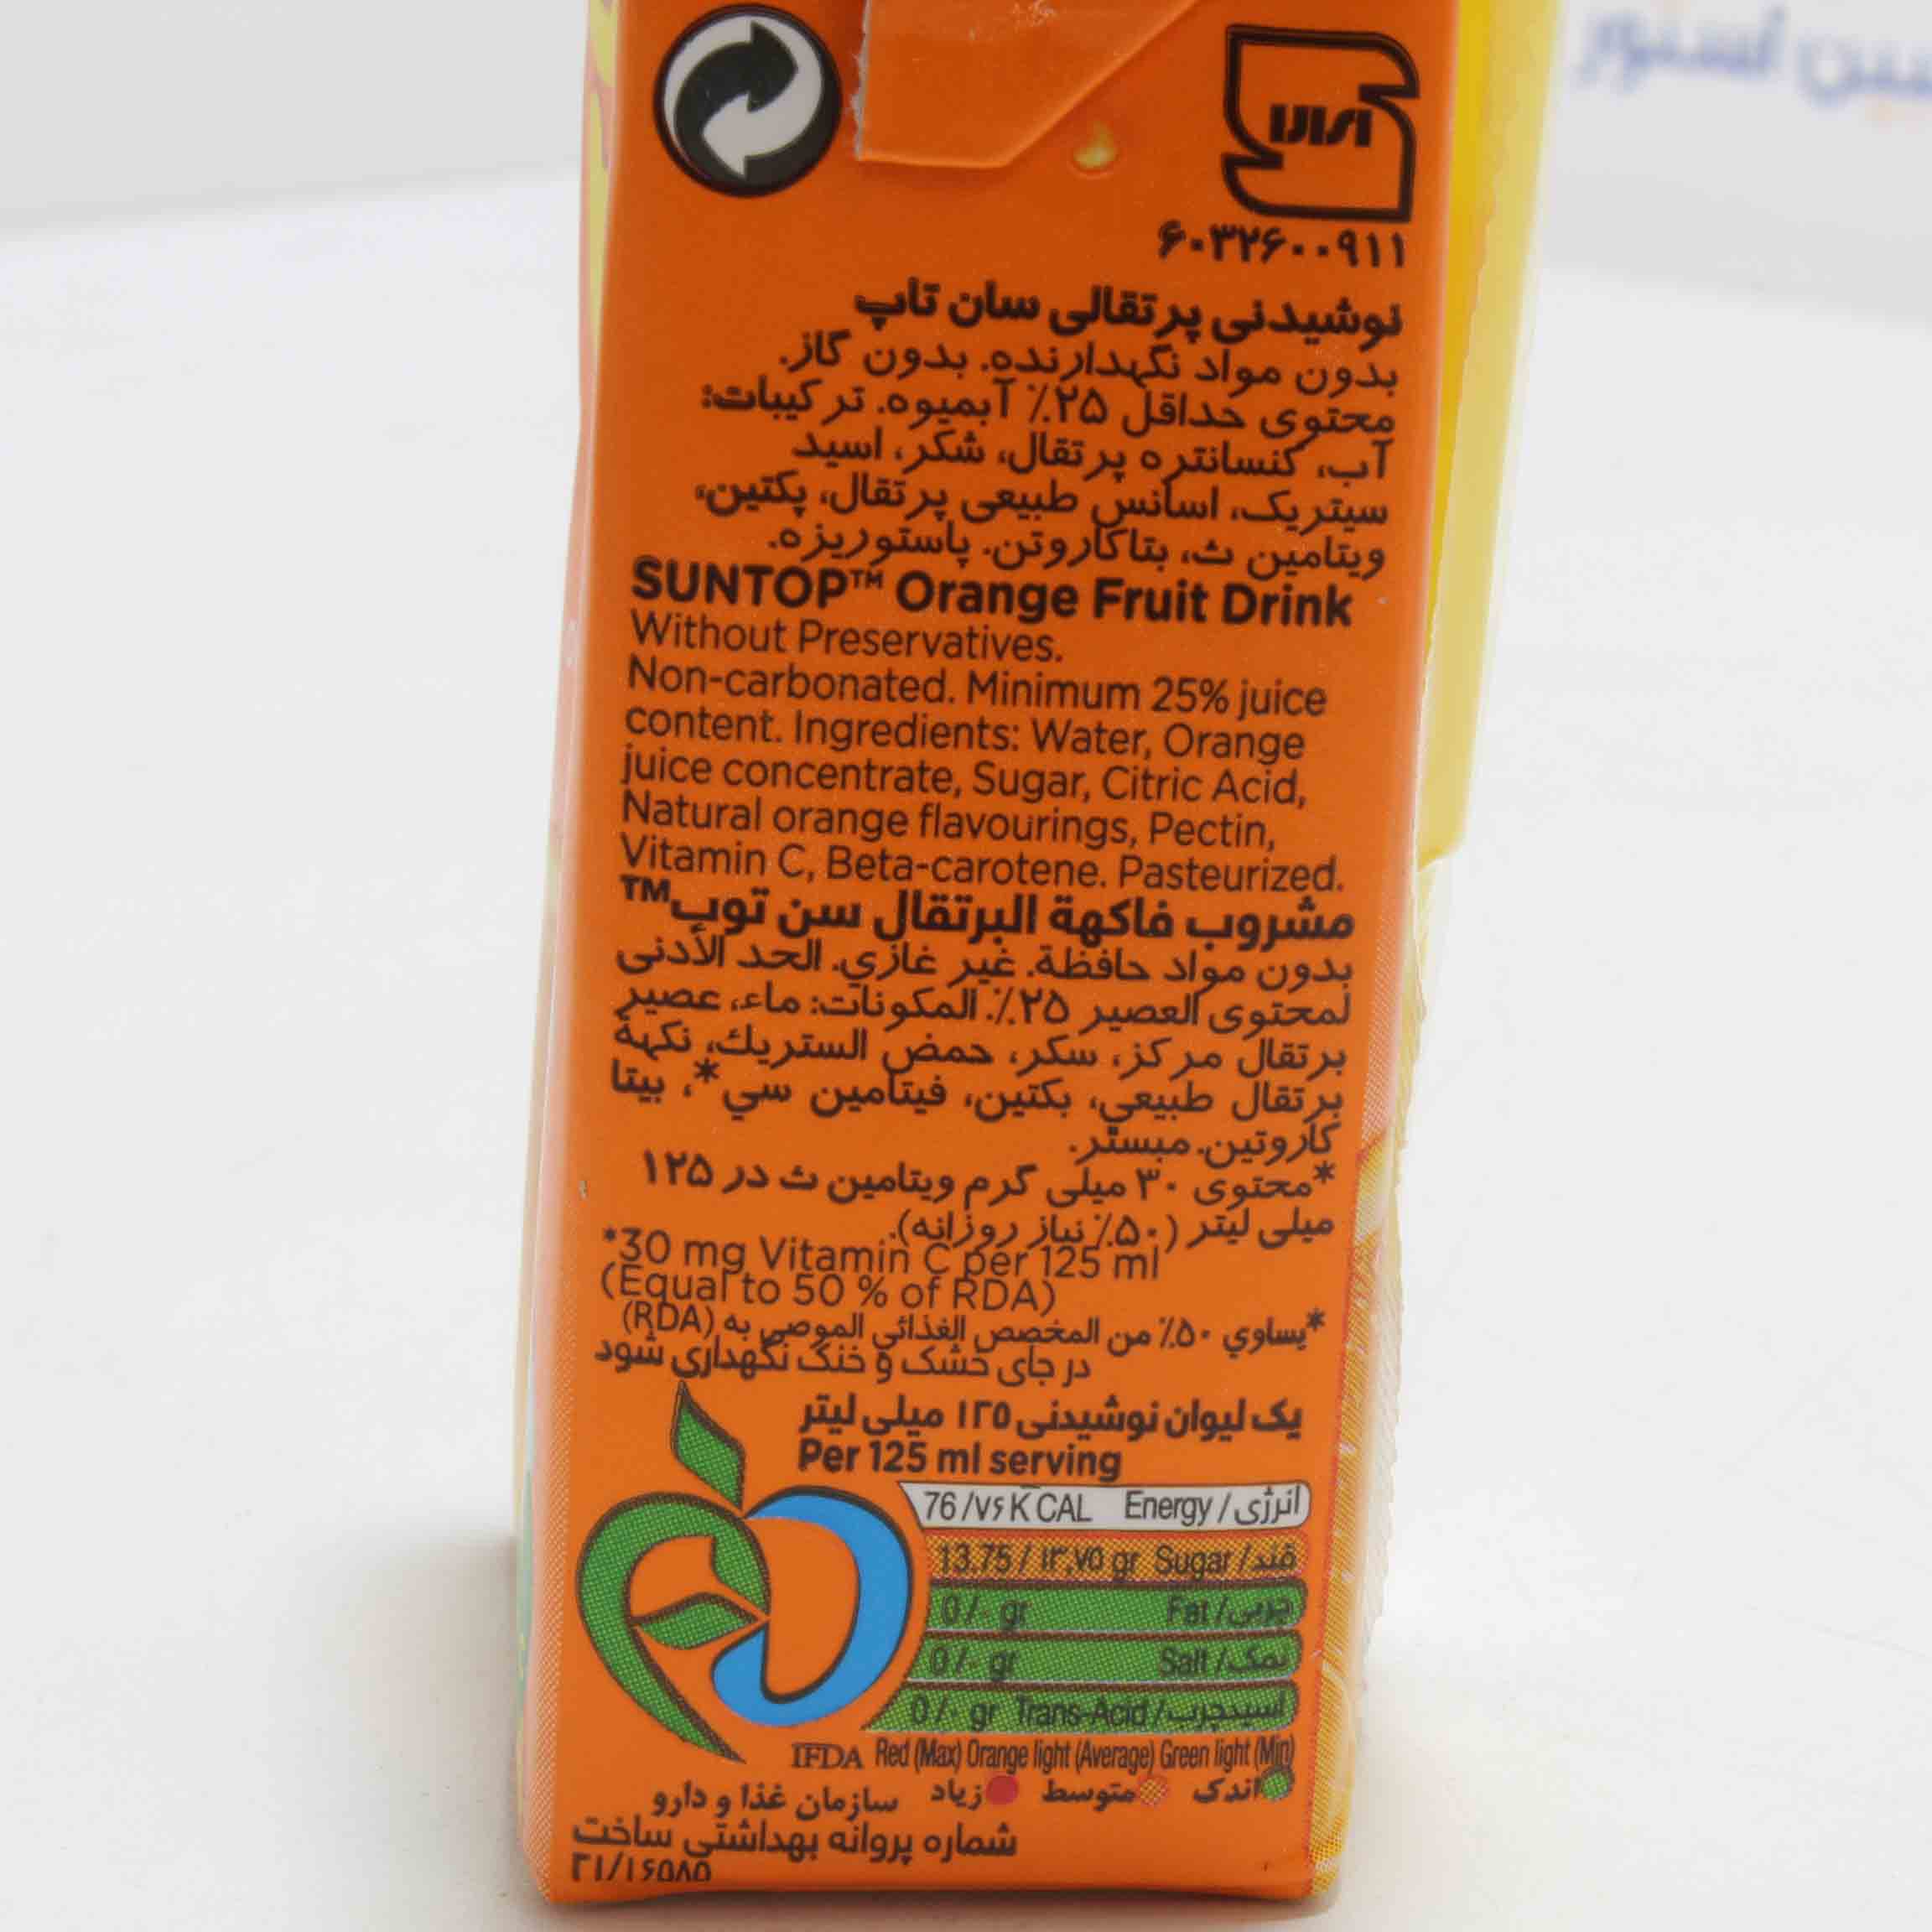 سین استور
۶۰۳۲۶۰۰۹۱۱
نوشیدنی پرتقالی سان تاپ
بدون مواد نگهدارنده. بدون گاز.
محتوی حداقل ۲۵٪ آبمیوه. ترکیبات:
آب، کنسانتره پرتقال، شکر، اسید
سیتریک، اسانس طبیعی پرتقال، پکتین،
ویتامین ث، بتاکاروتن. پاستوریزه.
SUNTOP™ Orange Fruit Drink
Without Preservatives.
Non-carbonated. Minimum 25% juice
content. Ingredients: Water, Orange
juice concentrate, Sugar, Citric Acid,
Natural orange flavourings, Pectin,
Vitamin C, Beta-carotene. Pasteurized.
مشروب فاكهة البرتقال سن توب™
بدون مواد حافظة. غير غازي. الحد الأدنى
لمحتوى العصير ۲۵٪. المكونات: ماء، عصير
برتقال مركز، سكر، حمض الستريك، نكهة
برتقال طبيعي، بكتين، فيتامين سي*، بيتا
كاروتين. مبستر.
*محتوی ۳۰ میلی گرم ویتامین ث در ۱۲۵
میلی لیتر (۵۰٪ نیاز روزانه).
*30 mg Vitamin C per 125 ml
(Equal to 50 % of RDA)
*يساوي ۵۰٪ من المخصص الغذائي الموصى به (RDA)
در جای خشک و خنک نگهداری شود
یک لیوان نوشیدنی ۱۲۵ میلی لیتر
Per 125 ml serving
76 /۷۶ K CAL Energy / انرژی
13.75 / ۱۳٫۷۵ gr Sugar / قند
0/۰ gr Fat / چربی
0/۰ gr Salt / نمک
0/۰ gr Trans-Acid / اسیدچرب
IFDA Red (Max) Orange light (Average) Green light (Min)
اندک متوسط زیاد سازمان غذا و دارو
شماره پروانه بهداشتی ساخت
۲۱/۱۶۵۸۵